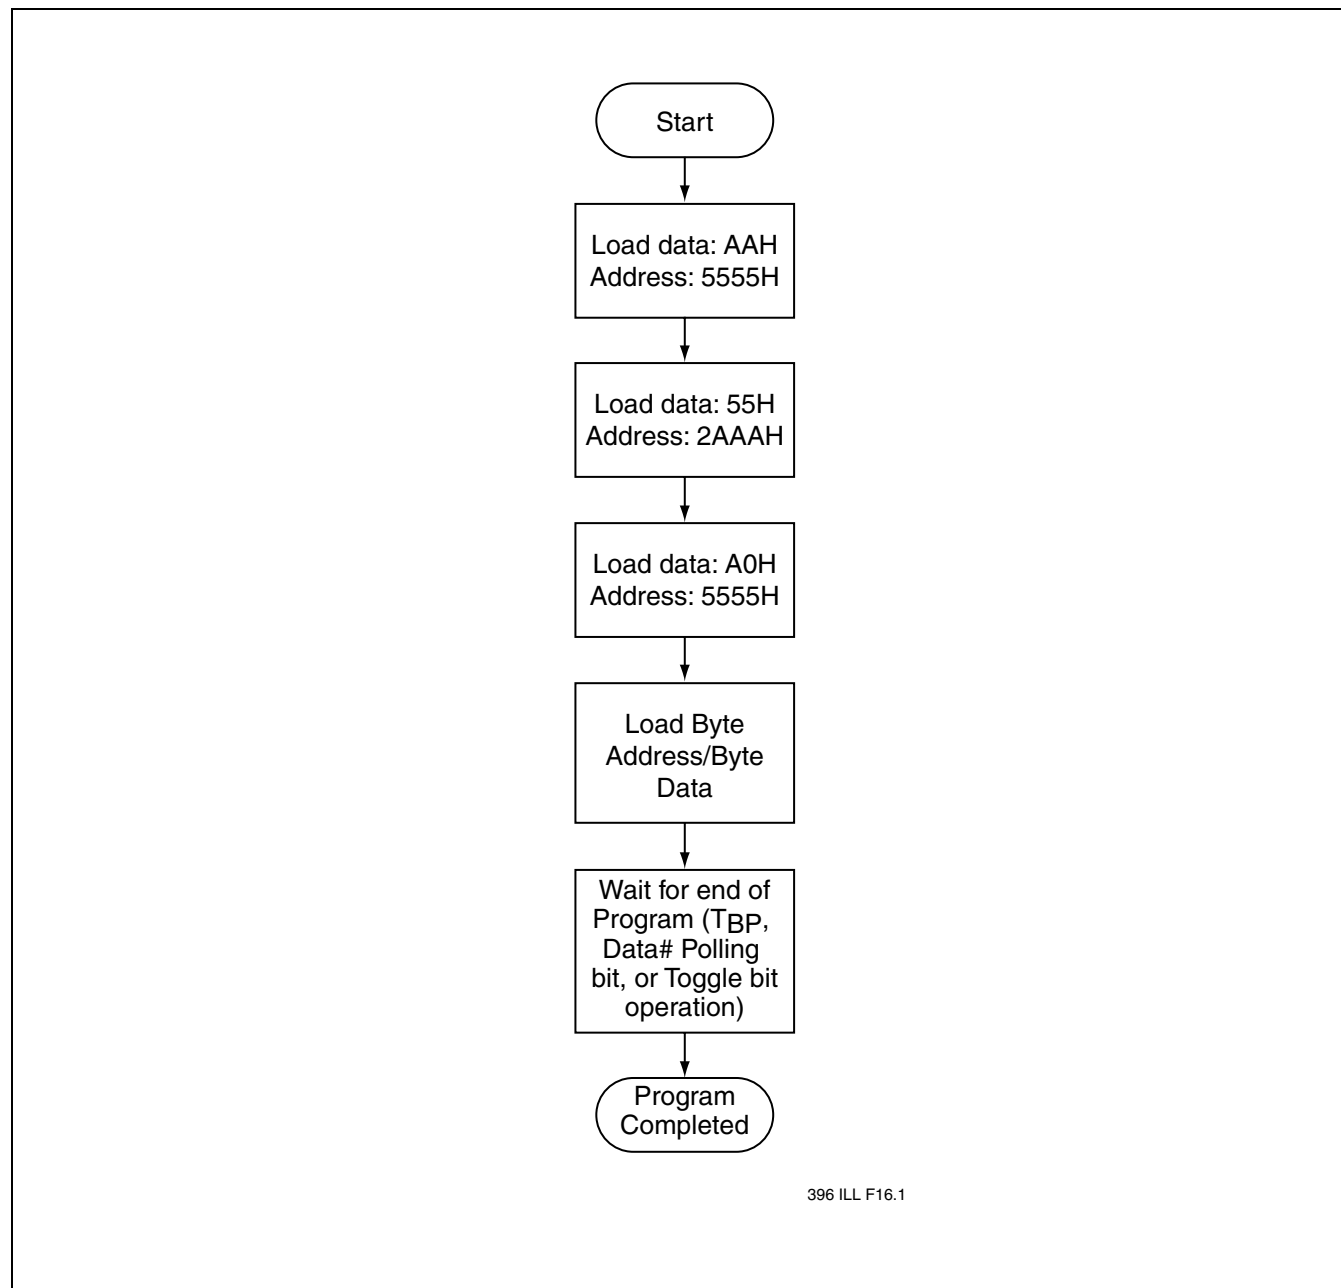 Start
Load data: AAH
Address: 5555H
Load data: 55H
Address: 2AAAH
Load data: A0H
Address: 5555H
Load Byte
Address/Byte
Data
Wait for end of
Program (TBP,
Data# Polling
bit, or Toggle bit
operation)
Program
Completed
396 ILL F16.1